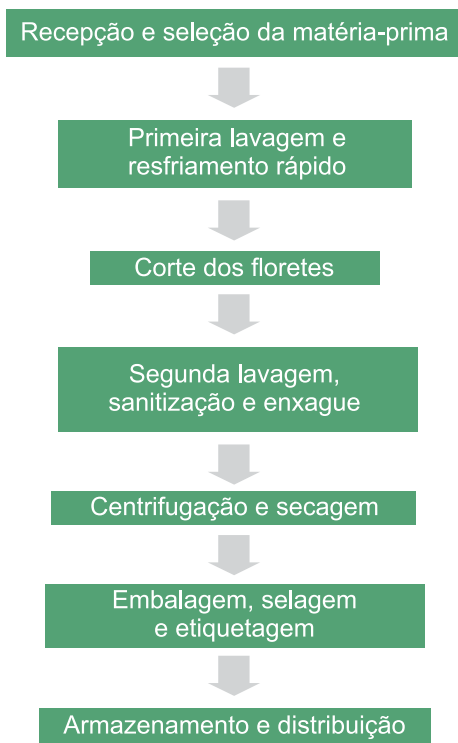 Recepção e seleção da matéria-prima
Primeira lavagem e
resfriamento rápido
Corte dos floretes
Segunda lavagem,
sanitização e enxague
Centrifugação e secagem
Embalagem, selagem
e etiquetagem
Armazenamento e distribuição